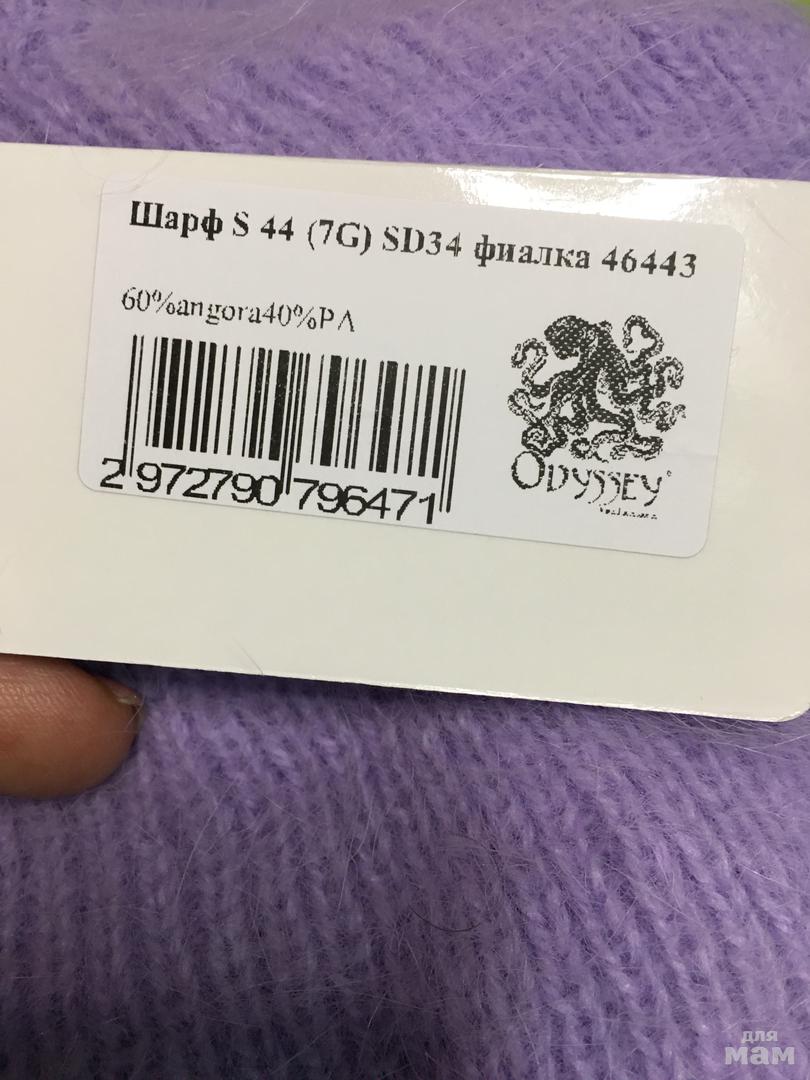 Шарф S 44 (7G) SD34 фиалка 46443
60%angora40%PA
2 972790 796471
ODYSSEY
для
мам